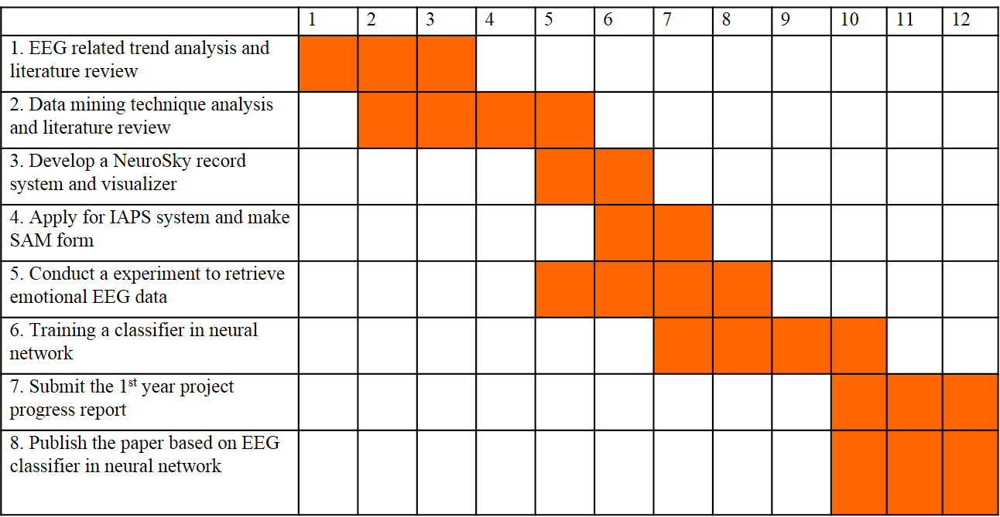 1 2 3 4 5 6 7 8 9 10 11 12
1. EEG related trend analysis and
literature review
2. Data mining technique analysis
and literature review
3. Develop a NeuroSky record
system and visualizer
4. Apply for IAPS system and make
SAM form
5. Conduct a experiment to retrieve
emotional EEG data
6. Training a classifier in neural
network
7. Submit the 1st year project
progress report
8. Publish the paper based on EEG
classifier in neural network